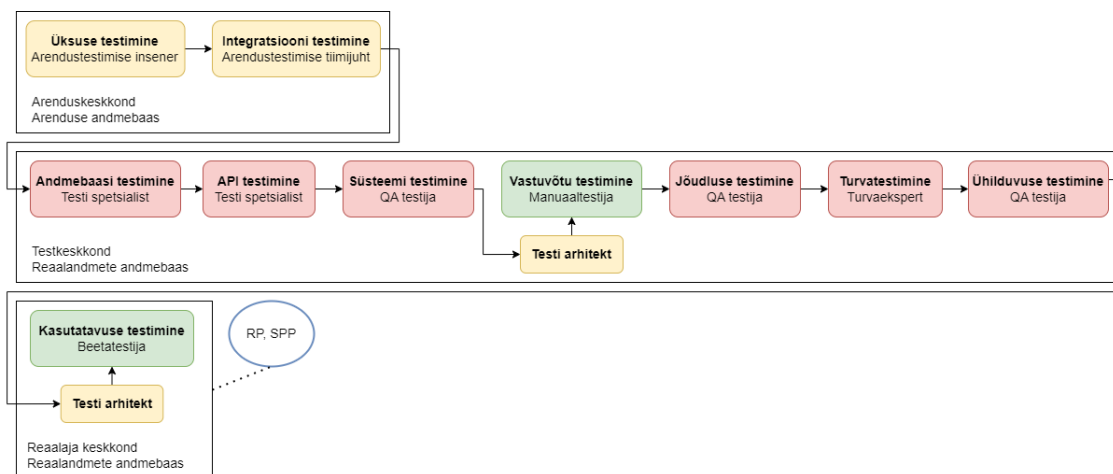 Üksuse testimine
Arendustestimise insener
Integratsiooni testimine
Arendustestimise tiimijuht
Arenduskeskkond
Arenduse andmebaas
Andmebaasi testimine
Testi spetsialist
API testimine
Testi spetsialist
Süsteemi testimine
QA testija
Vastuvõtu testimine
Manuaaltestija
Jõudluse testimine
QA testija
Turvatestimine
Turvaekspert
Ühilduvuse testimine
QA testija
Testi arhitekt
Testkeskkond
Reaalandmete andmebaas
Kasutatavuse testimine
Beetatestija
RP, SPP
Testi arhitekt
Reaalaja keskkond
Reaalandmete andmebaas